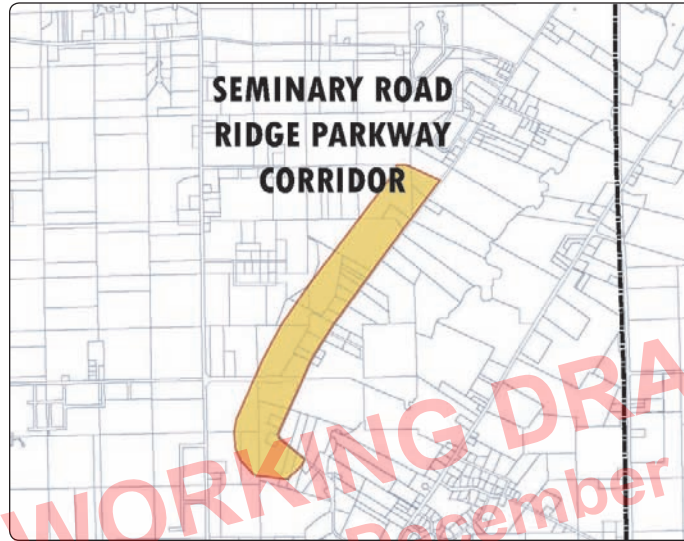 SEMINARY ROAD
RIDGE PARKWAY
CORRIDOR
WORKING DRA
December